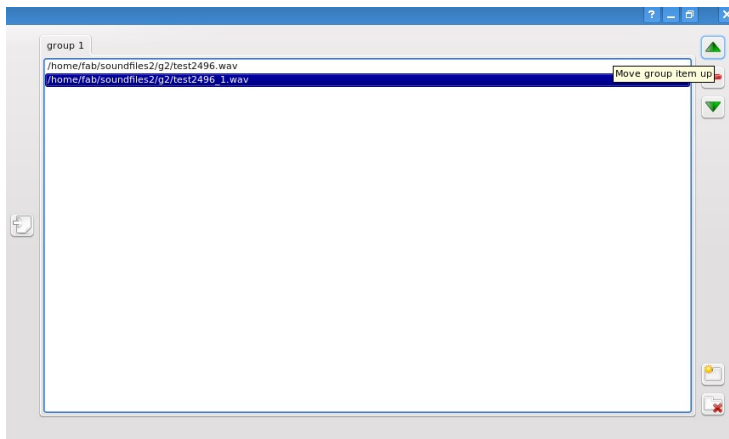 group 1
/home/fab/soundfiles2/g2/test2496.wav
Move group item up
/home/fab/soundfiles2/g2/test2496_1.wav